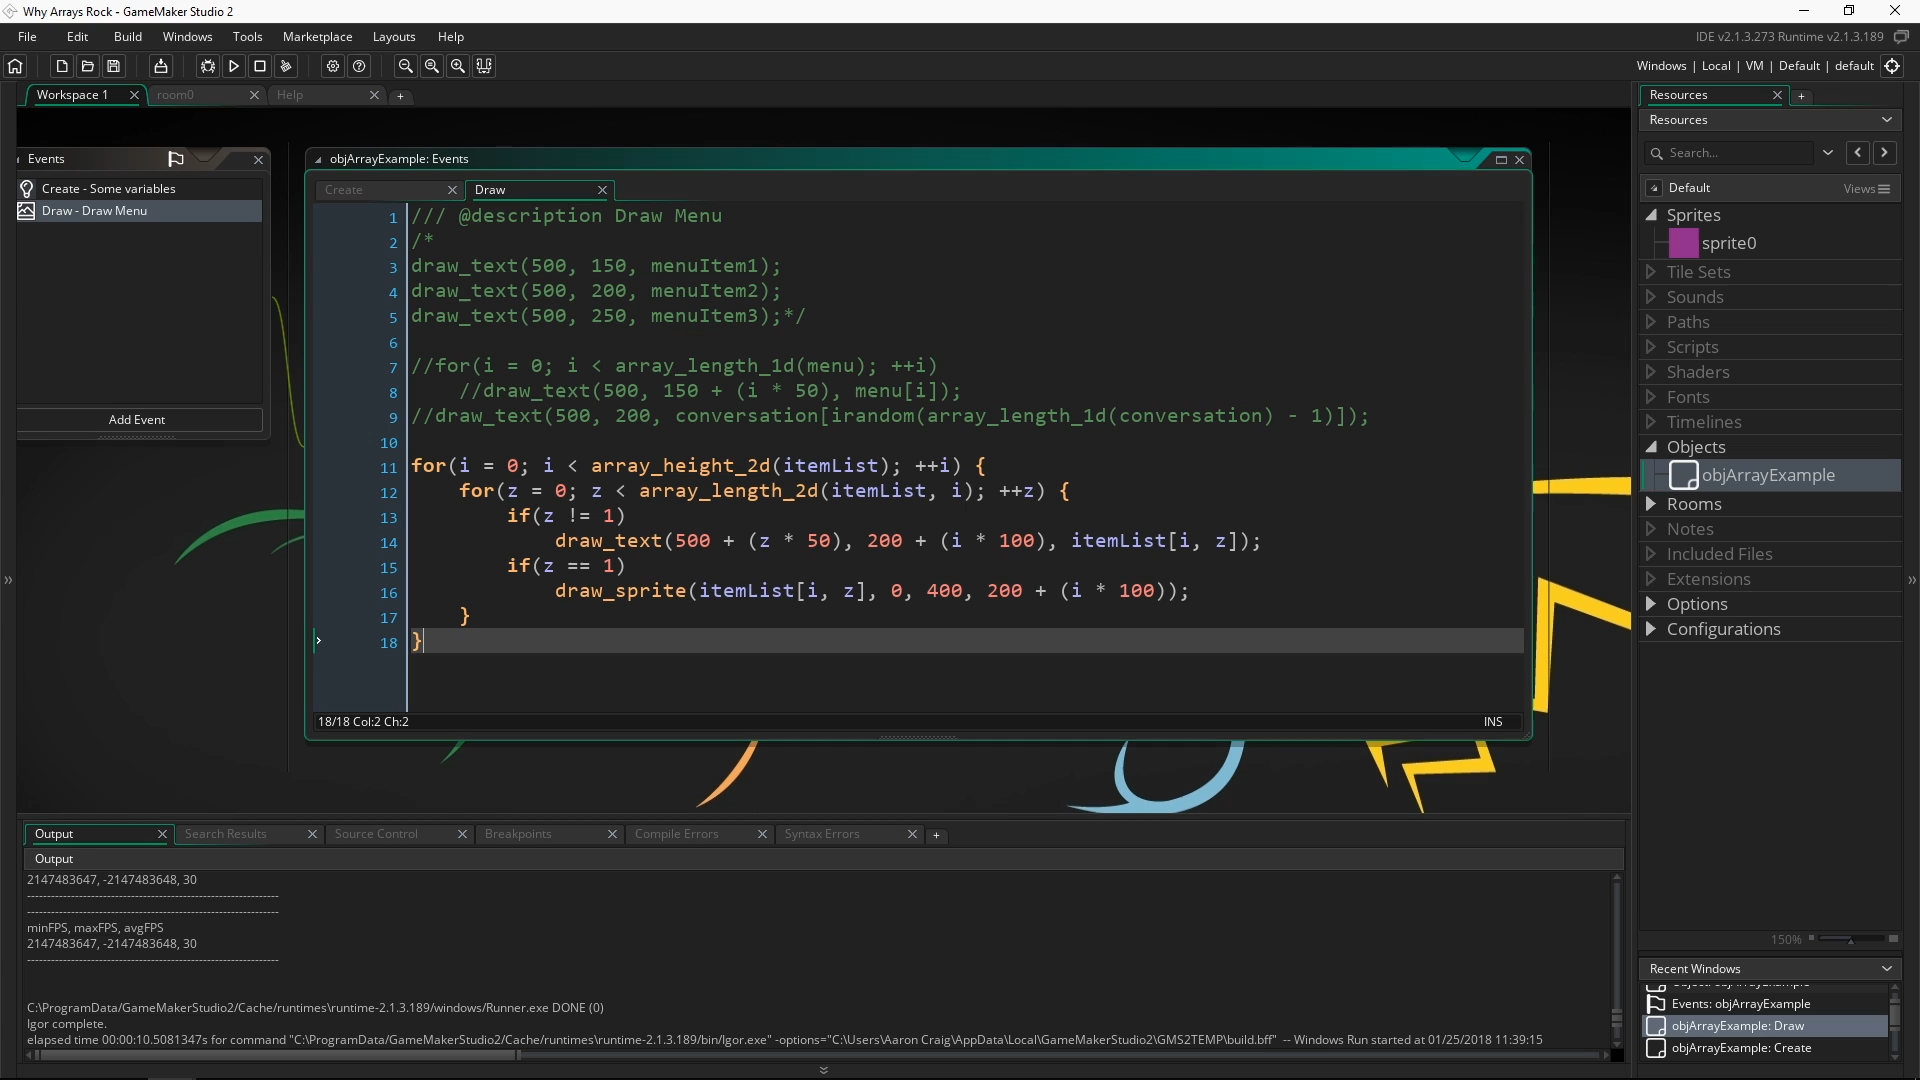 Why Arrays Rock - GameMaker Studio 2
File Edit Build Windows Tools Marketplace Layouts Help
IDE v2.1.3.273 Runtime v2.1.3.189
Windows | Local | VM | Default | default
Workspace 1 room0 Help
Events
Create - Some variables
Draw - Draw Menu
Add Event
objArrayExample: Events
Create Draw
1 /// @description Draw Menu
2 /*
3 draw_text(500, 150, menuItem1);
4 draw_text(500, 200, menuItem2);
5 draw_text(500, 250, menuItem3);*/
6
7 //for(i = 0; i < array_length_1d(menu); ++i)
8 //draw_text(500, 150 + (i * 50), menu[i]);
9 //draw_text(500, 200, conversation[irandom(array_length_1d(conversation) - 1)]);
10
11 for(i = 0; i < array_height_2d(itemList); ++i) {
12 for(z = 0; z < array_length_2d(itemList, i); ++z) {
13 if(z != 1)
14 draw_text(500 + (z * 50), 200 + (i * 100), itemList[i, z]);
15 if(z == 1)
16 draw_sprite(itemList[i, z], 0, 400, 200 + (i * 100));
17 }
18 }
18/18 Col:2 Ch:2 INS
Resources
Resources
Search...
Default Views
Sprites
sprite0
Tile Sets
Sounds
Paths
Scripts
Shaders
Fonts
Timelines
Objects
objArrayExample
Rooms
Notes
Included Files
Extensions
Options
Configurations
150%
Recent Windows
Events: objArrayExample
objArrayExample: Draw
objArrayExample: Create
Output Search Results Source Control Breakpoints Compile Errors Syntax Errors
Output
2147483647, -2147483648, 30
----------------------------------------------------------------
----------------------------------------------------------------
minFPS, maxFPS, avgFPS
2147483647, -2147483648, 30
----------------------------------------------------------------
C:\ProgramData/GameMakerStudio2/Cache/runtimes\runtime-2.1.3.189/windows/Runner.exe DONE (0)
Igor complete.
elapsed time 00:00:10.5081347s for command "C:\ProgramData/GameMakerStudio2/Cache/runtimes\runtime-2.1.3.189/bin/Igor.exe" -options="C:\Users\Aaron Craig\AppData\Local\GameMakerStudio2\GMS2TEMP\build.bff" -- Windows Run started at 01/25/2018 11:39:15